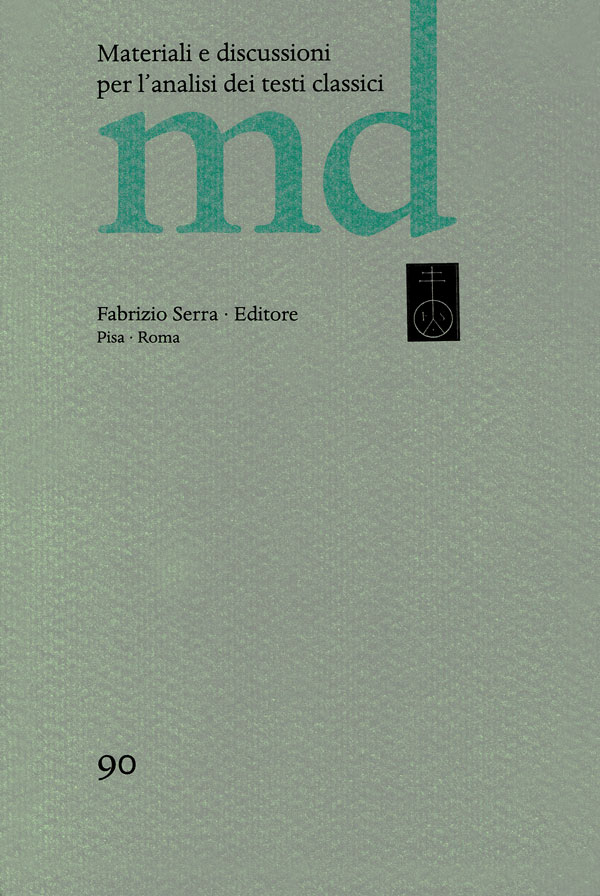 Materiali e discussioni
per l'analisi dei testi classici
md
Fabrizio Serra · Editore
Pisa · Roma
90